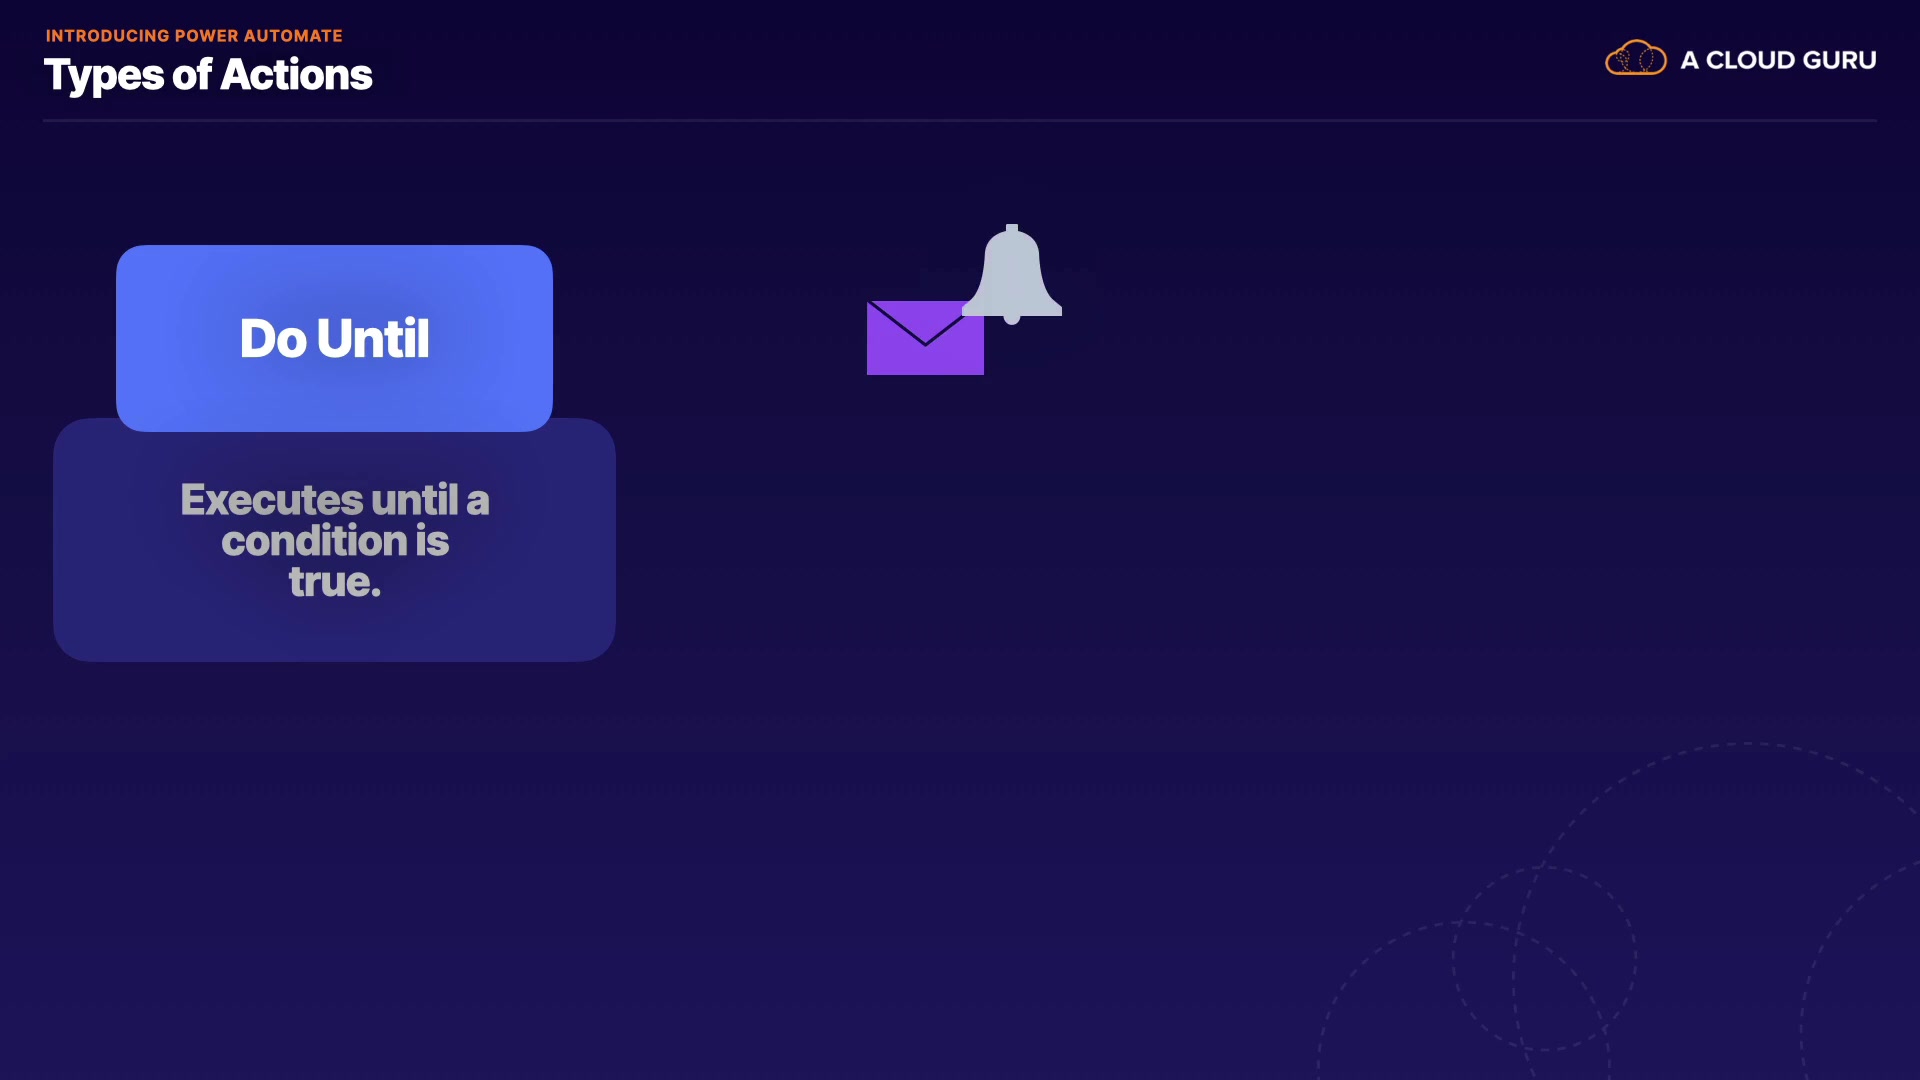 INTRODUCING POWER AUTOMATE
Types of Actions
A CLOUD GURU
Do Until
Executes until a
condition is
true.